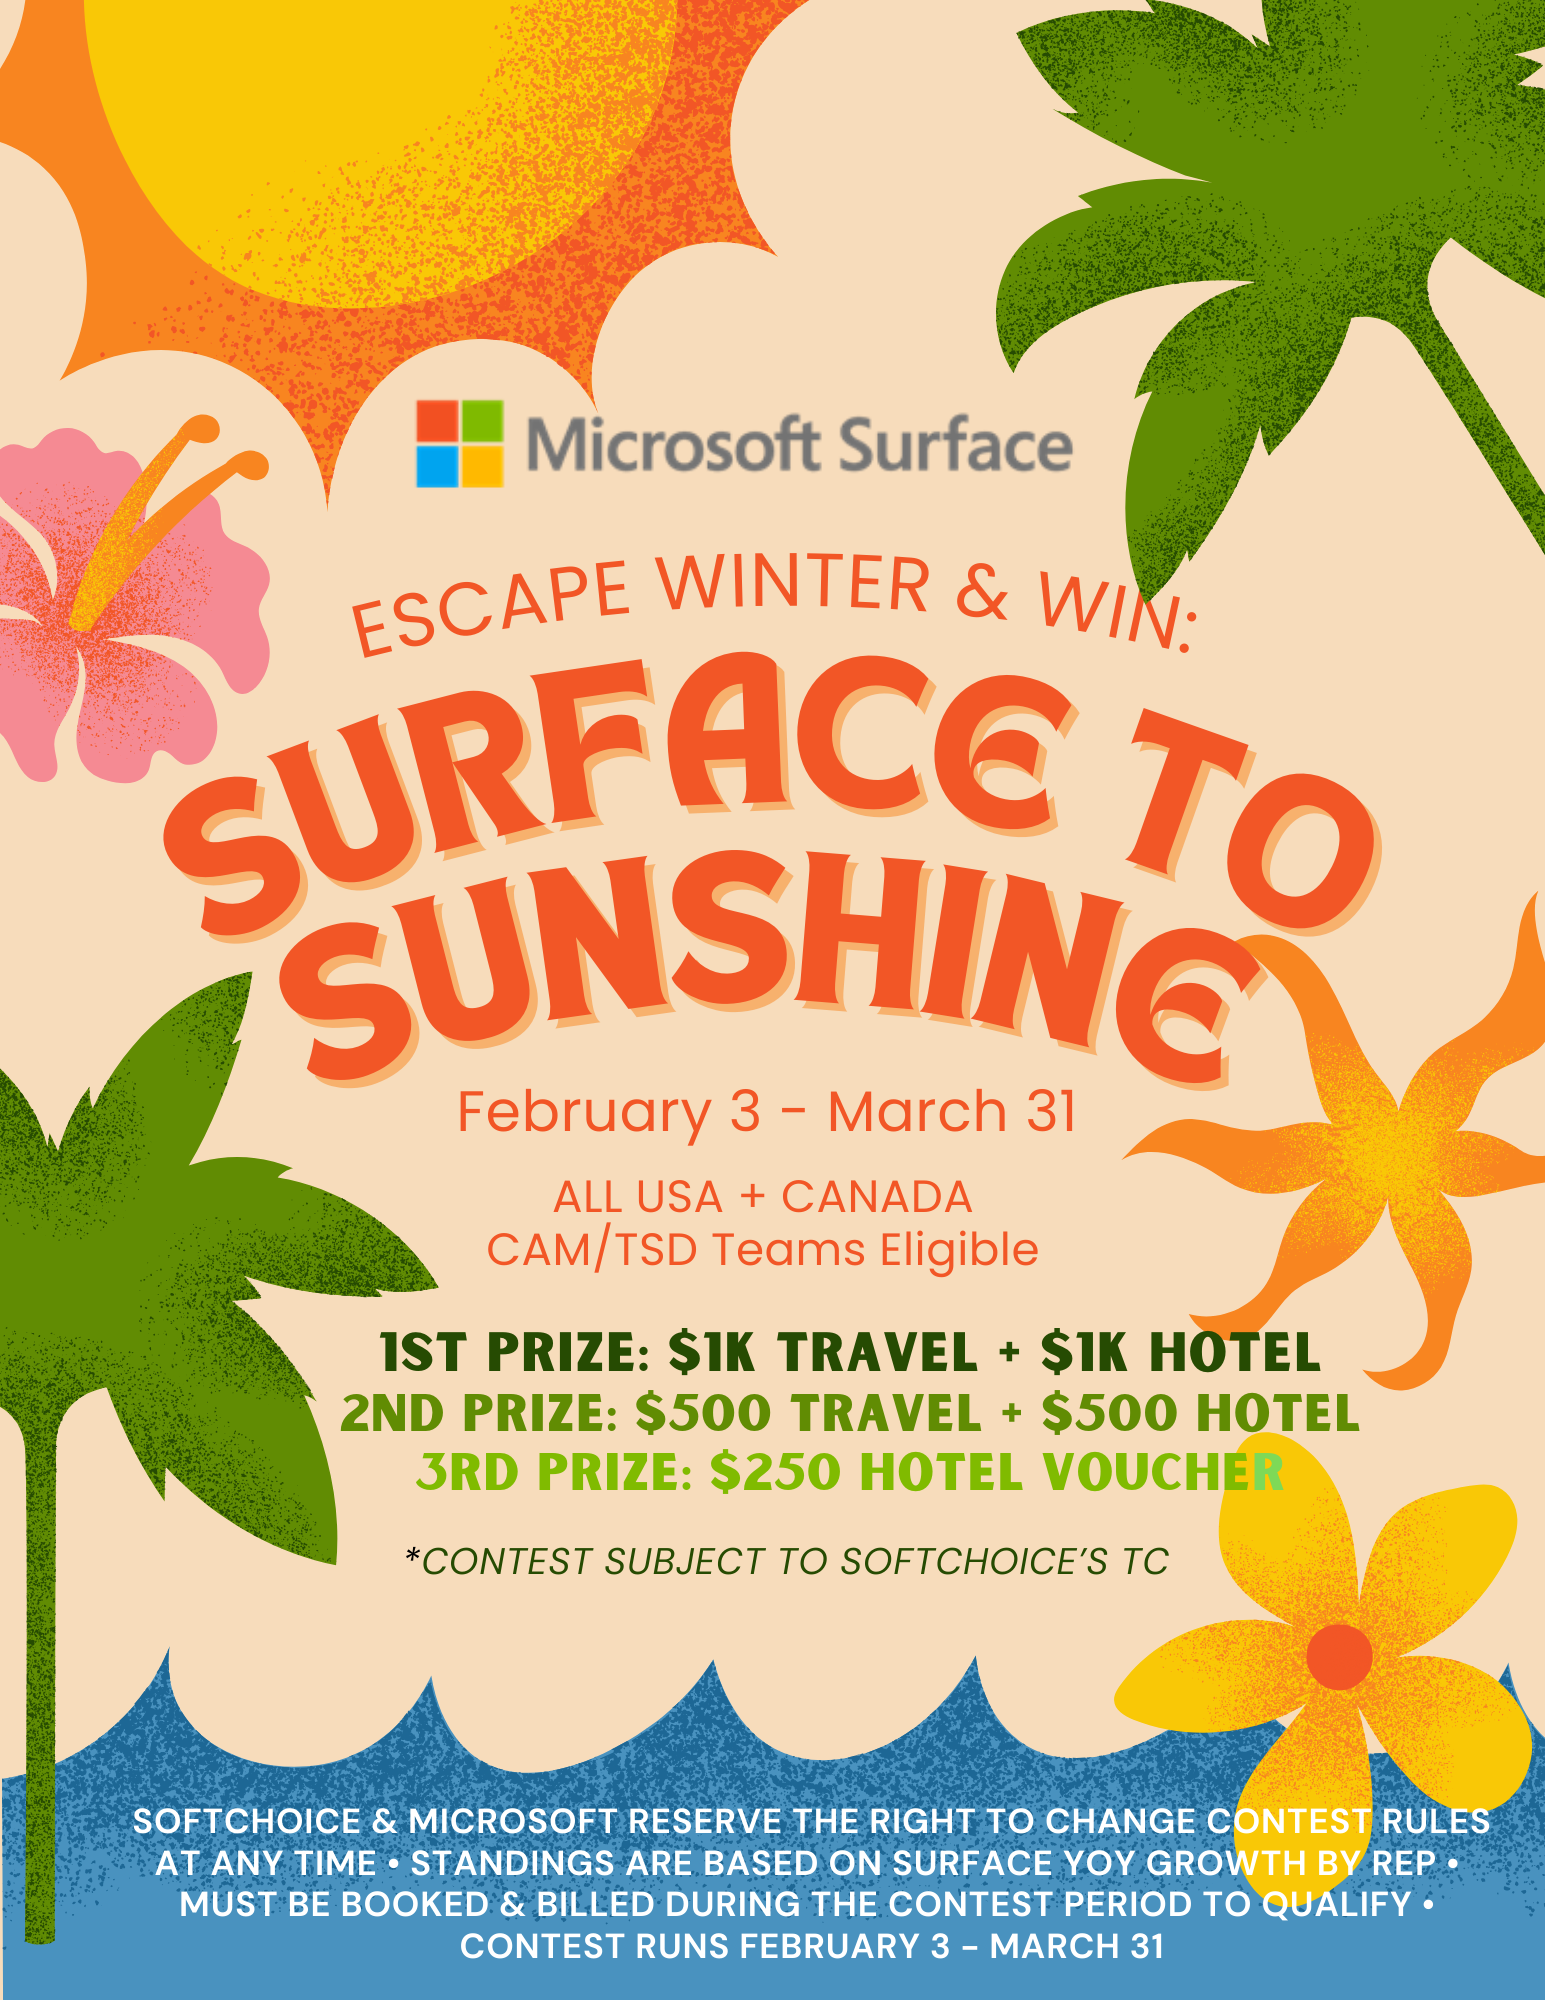 Microsoft Surface
ESCAPE WINTER & WIN:
SURFACE TO
SUNSHINE
February 3 - March 31
ALL USA + CANADA
CAM/TSD Teams Eligible
1ST PRIZE: $1K TRAVEL + $1K HOTEL
2ND PRIZE: $500 TRAVEL + $500 HOTEL
3RD PRIZE: $250 HOTEL VOUCHER
*CONTEST SUBJECT TO SOFTCHOICE'S TC
SOFTCHOICE & MICROSOFT RESERVE THE RIGHT TO CHANGE CONTEST RULES
AT ANY TIME • STANDINGS ARE BASED ON SURFACE YOY GROWTH BY REP •
MUST BE BOOKED & BILLED DURING THE CONTEST PERIOD TO QUALIFY •
CONTEST RUNS FEBRUARY 3 - MARCH 31